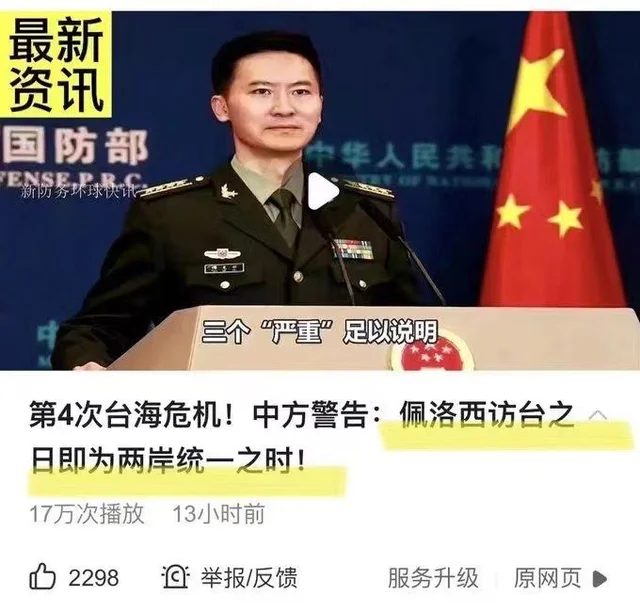 最新
资讯
国防部
中华人民共和
FENSE.P.R.C
新防务环球快讯
三个“严重”足以说明
第4次台海危机！中方警告：佩洛西访台之
日即为两岸统一之时！
17万次播放 13小时前
2298 举报/反馈 服务升级 原网页